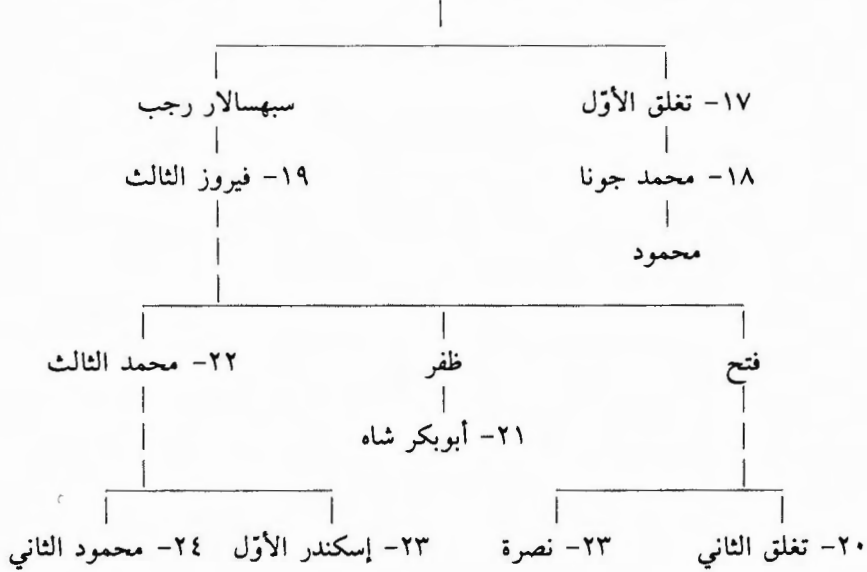 ١٧- تغلق الأوّل سبهسالار رجب
١٨- محمد جونا ١٩- فيروز الثالث
محمود
فتح ظفر ٢٢- محمد الثالث
٢١- أبوبكر شاه
٢٠- تغلق الثاني ٢٣- نصرة ٢٣- إسكندر الأوّل ٢٤- محمود الثاني